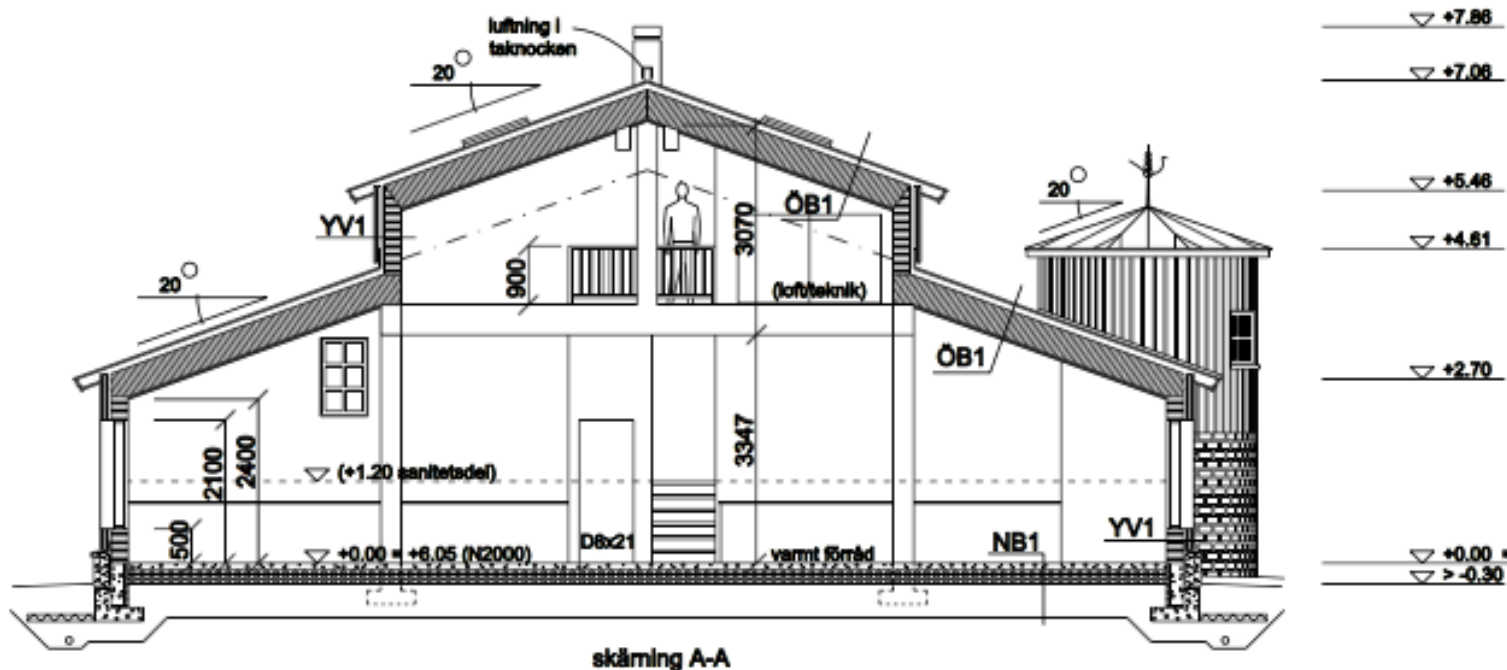 luftning i
taknocken
+7.86
20°
+7.06
+5.46
20°
ÖB1
YV1
3070
+4.61
20°
900
(loft/teknik)
ÖB1
+2.70
2100
2400
3347
(+1.20 sanitetsdel)
500
+0.00 = +6.05 (N2000)
D8x21
varmt förråd
NB1
YV1
+0.00 =
> -0.30
skärning A-A